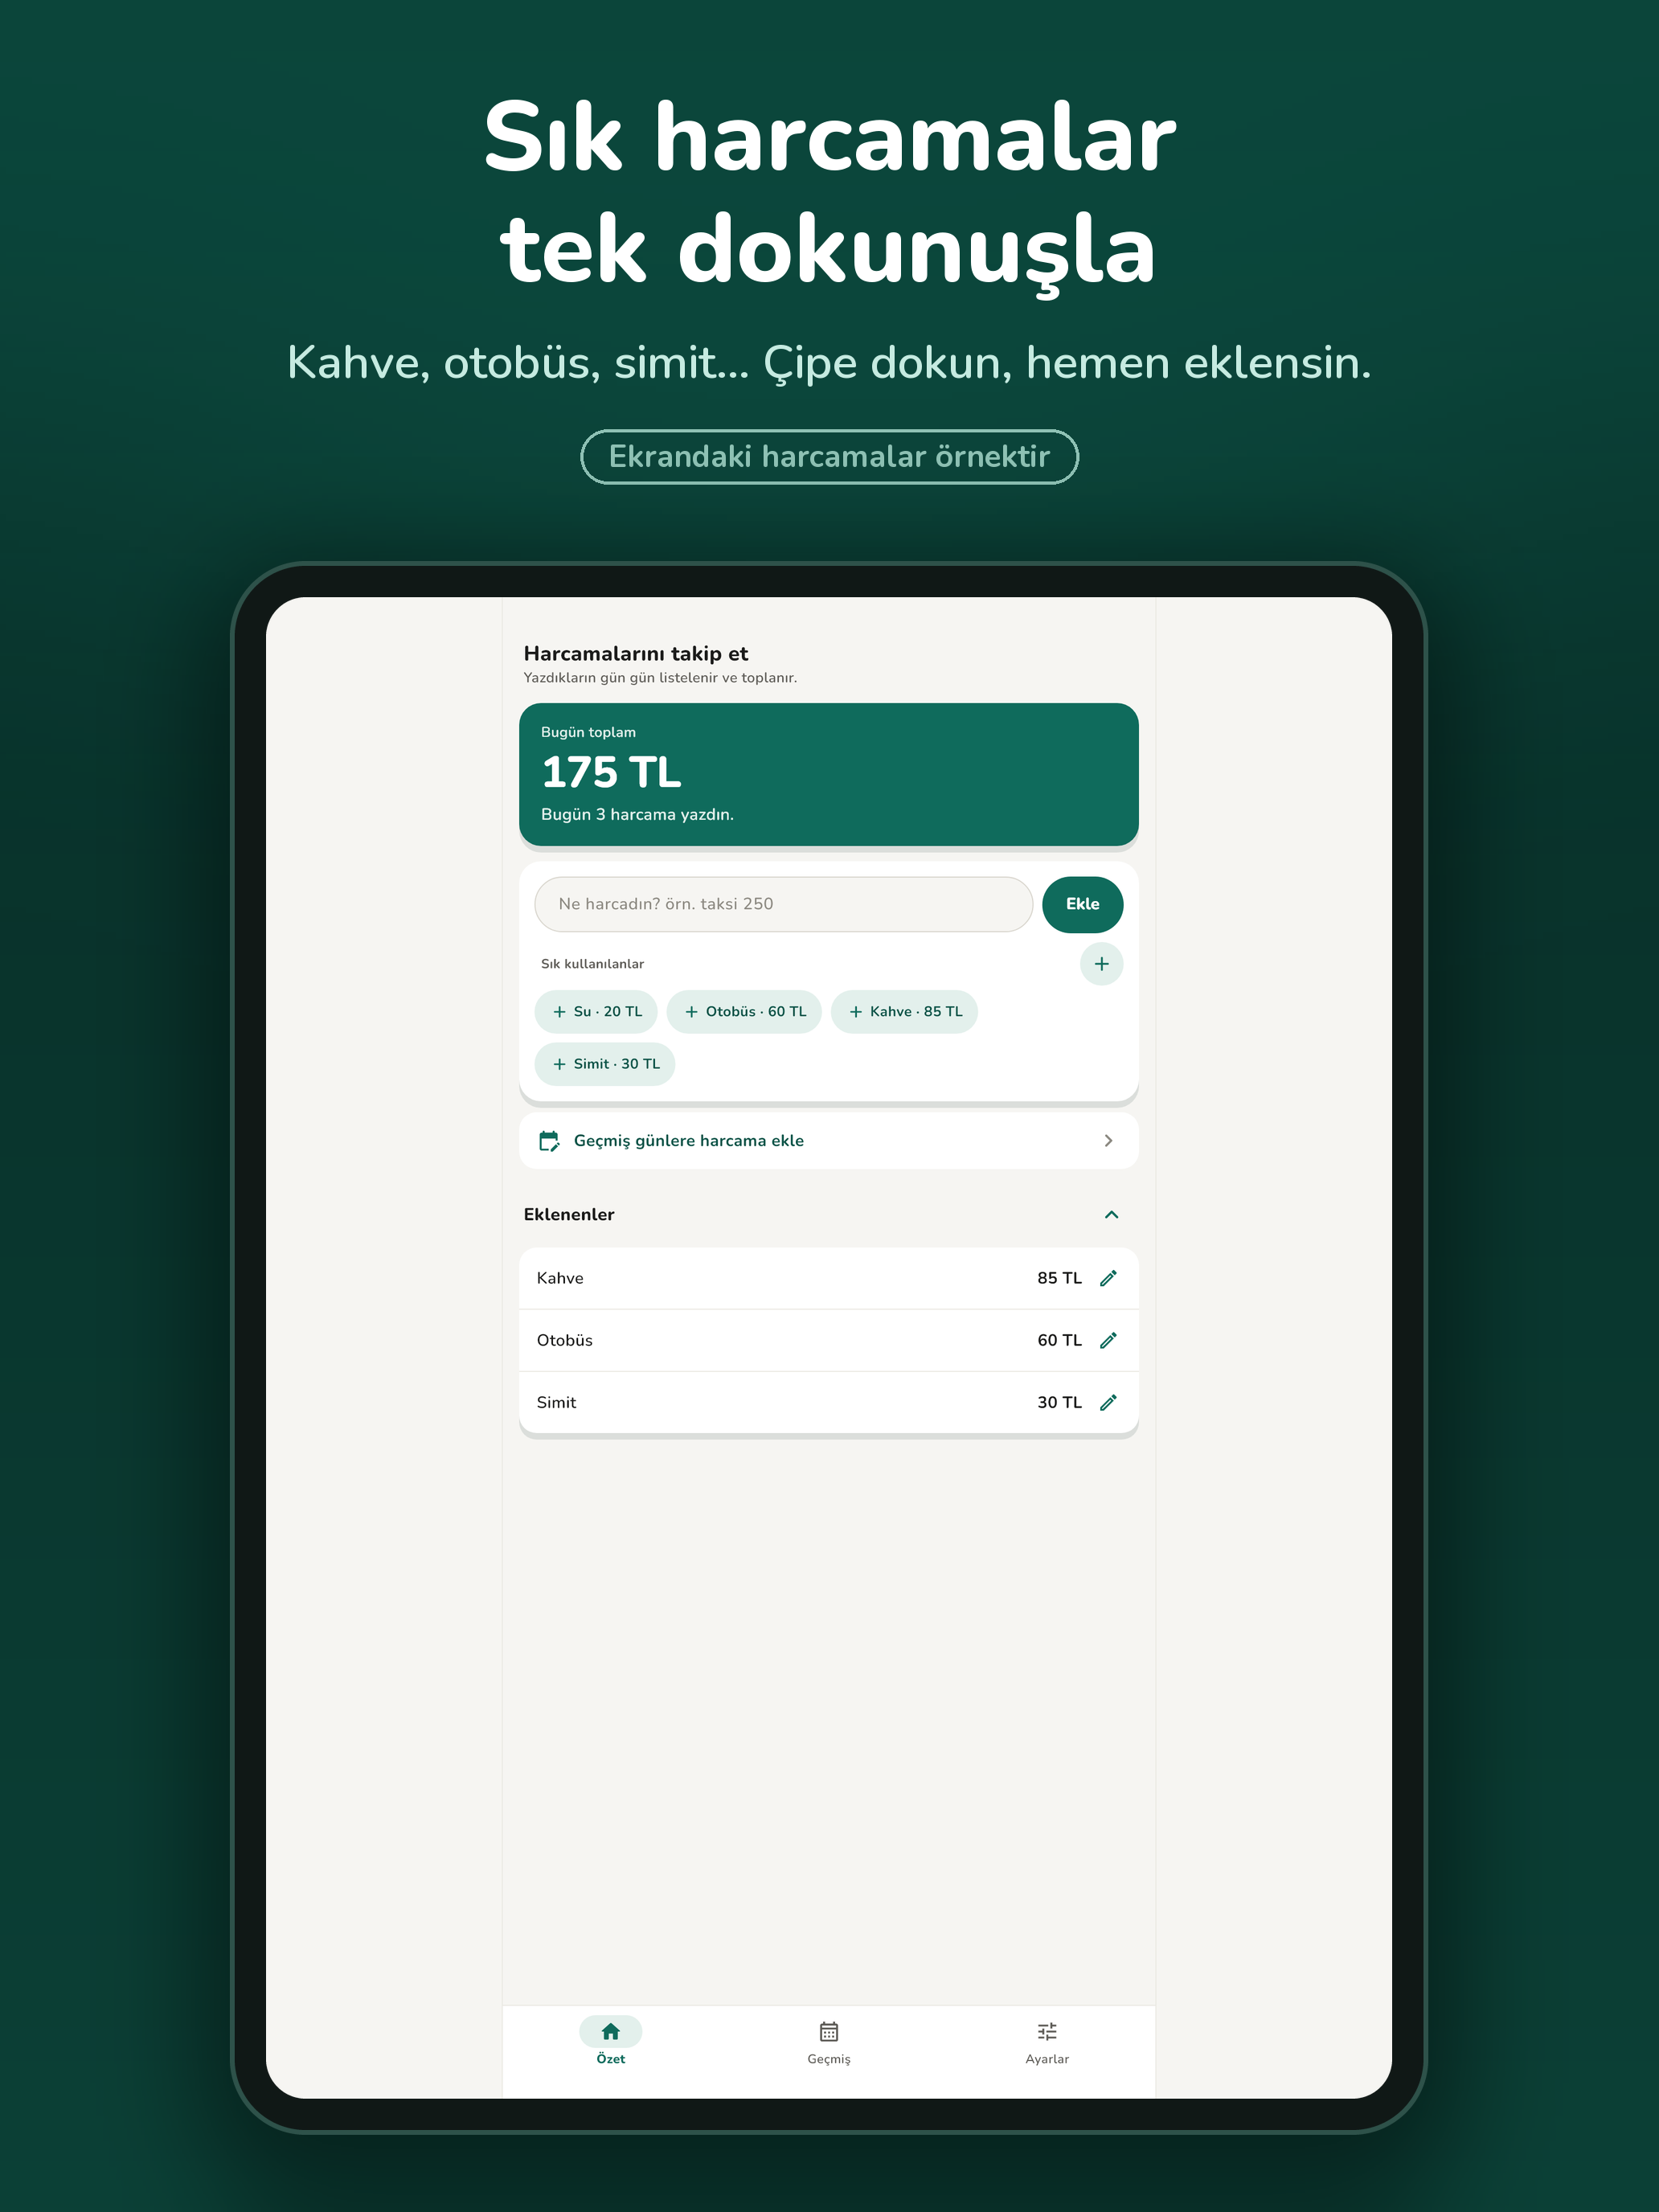 Sık harcamalar
tek dokunuşla
Kahve, otobüs, simit... Çipe dokun, hemen eklensin.
Ekrandaki harcamalar örnektir
Harcamalarını takip et
Yazdıkların gün gün listelenir ve toplanır.
Bugün toplam
175 TL
Bugün 3 harcama yazdın.
Ne harcadın? örn. taksi 250
Ekle
Sık kullanılanlar
+
+ Su · 20 TL
+ Otobüs · 60 TL
+ Kahve · 85 TL
+ Simit · 30 TL
Geçmiş günlere harcama ekle
Eklenenler
Kahve 85 TL
Otobüs 60 TL
Simit 30 TL
Özet
Geçmiş
Ayarlar